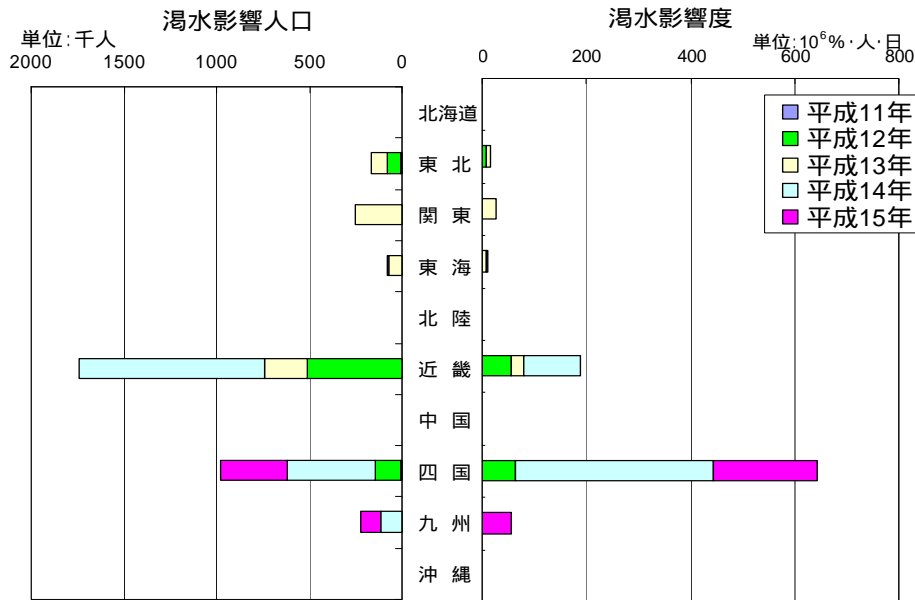 渇水影響人口
渇水影響度
単位:千人
単位:10⁶%·人·日
2000 1500 1000 500 0
0 200 400 600 800
北海道
東北
関東
東海
北陸
近畿
中国
四国
九州
沖縄
平成11年
平成12年
平成13年
平成14年
平成15年